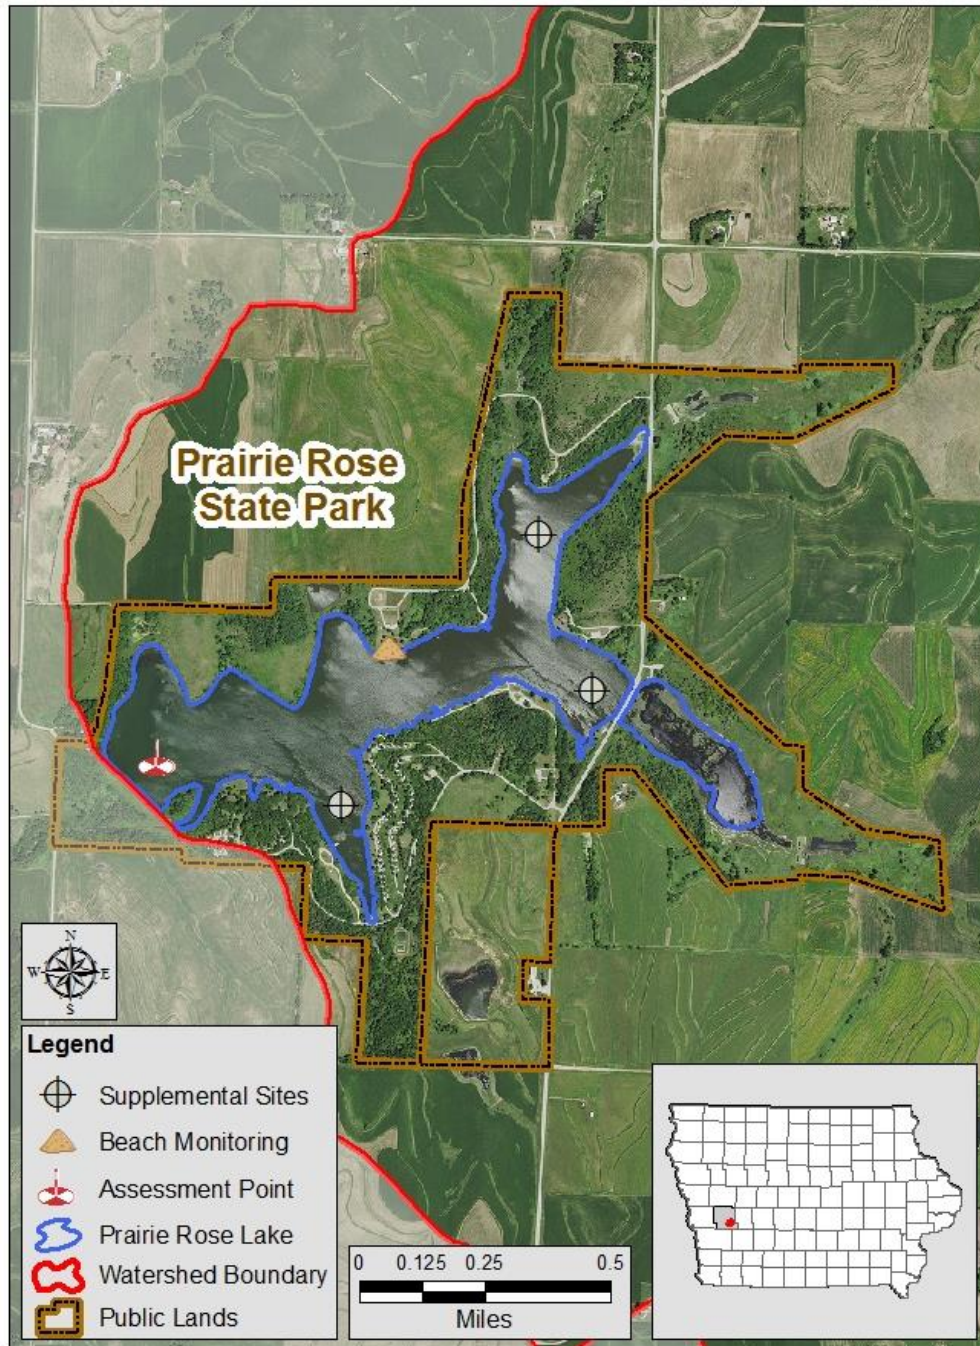 Prairie Rose
State Park
N
W
E
S
Legend
Supplemental Sites
Beach Monitoring
Assessment Point
Prairie Rose Lake
Watershed Boundary
Public Lands
0 0.125 0.25 0.5
Miles